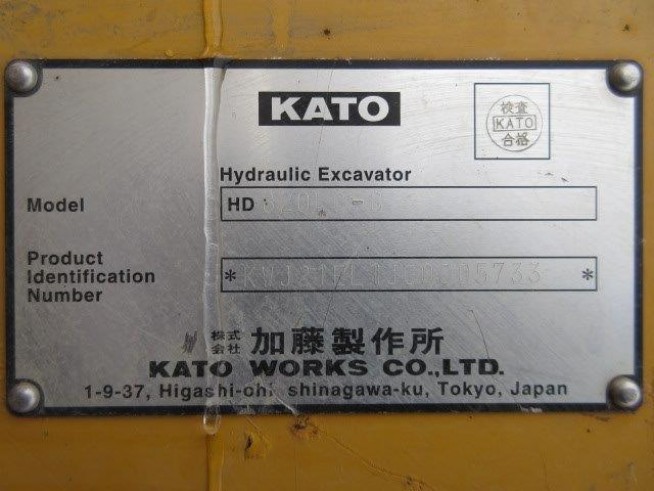 KATO
検査
KATO
合格
Hydraulic Excavator
Model
HD
Product
Identification
Number
株式
会社
加藤製作所
KATO WORKS CO.,LTD.
1-9-37, Higashi-ohi, shinagawa-ku, Tokyo, Japan